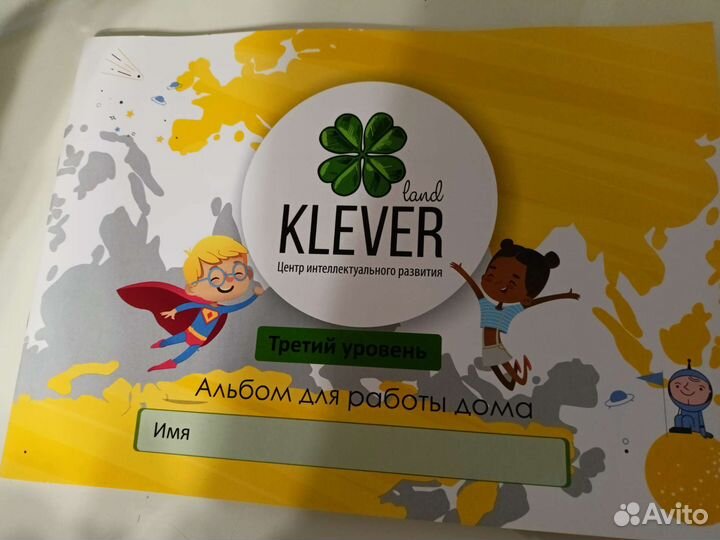 land
KLEVER
Центр интеллектуального развития
Третий уровень
Альбом для работы дома
Имя
Avito